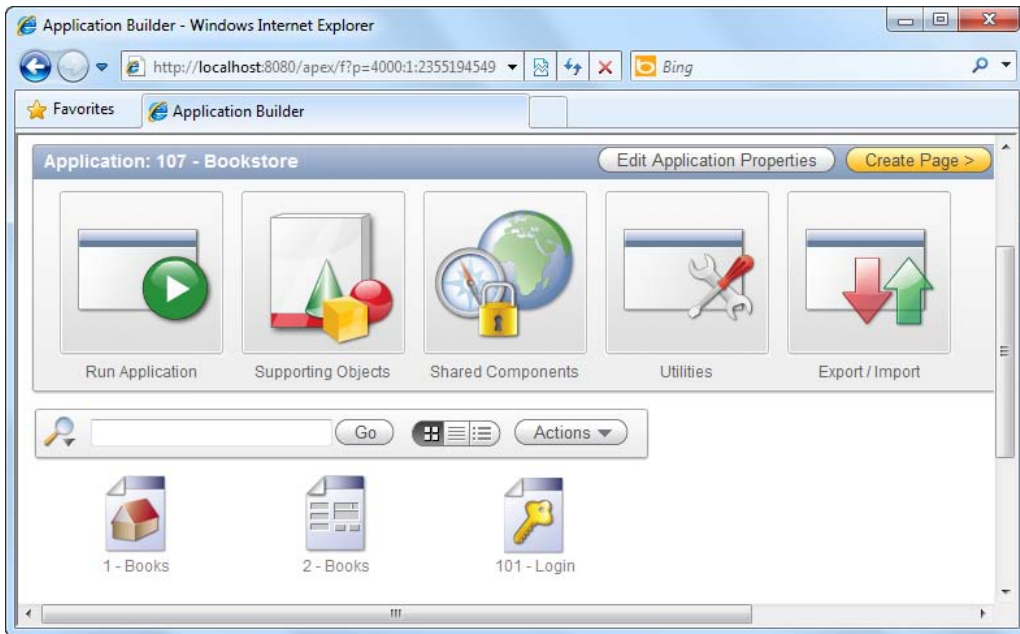 Application Builder - Windows Internet Explorer
http://localhost:8080/apex/f?p=4000:1:2355194549
Bing
Favorites
Application Builder
Application: 107 - Bookstore
Edit Application Properties
Create Page >
Run Application
Supporting Objects
Shared Components
Utilities
Export / Import
Go
Actions
1 - Books
2 - Books
101 - Login